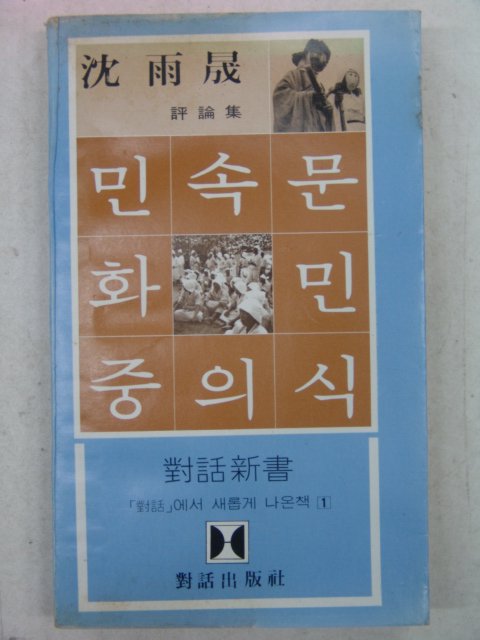 沈雨晟
評論集
민속문
화 민
중의식
對話新書
「對話」에서 새롭게 나온책 1
對話出版社